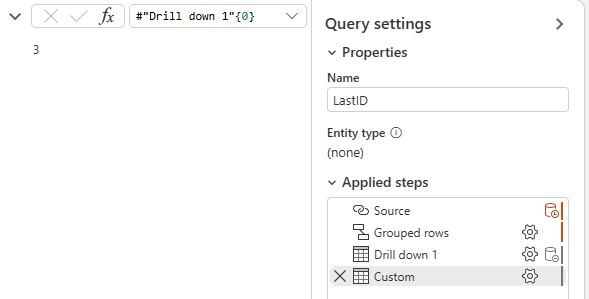 fx #"Drill down 1"{0}
3
Query settings
Properties
Name
LastID
Entity type
(none)
Applied steps
Source
Grouped rows
Drill down 1
Custom